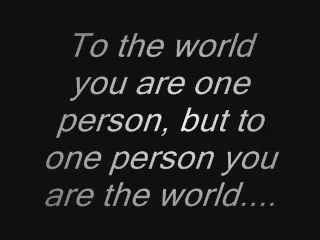 To the world
you are one
person, but to
one person you
are the world....